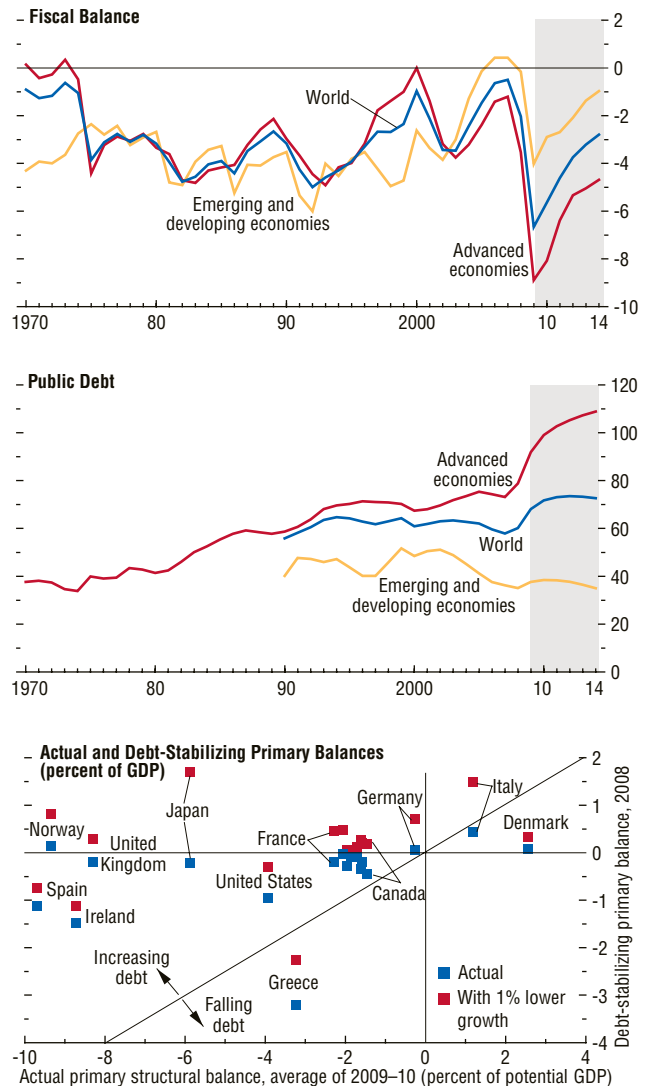 Fiscal Balance
2
0
-2
-4
-6
-8
-10
World
Emerging and
developing economies
Advanced
economies
1970
80
90
2000
10
14
Public Debt
120
100
80
60
40
20
0
Advanced
economies
World
Emerging and
developing economies
1970
80
90
2000
10
14
Actual and Debt-Stabilizing Primary Balances
(percent of GDP)
2
1
0
-1
-2
-3
-4
Debt-stabilizing primary balance, 2008
Norway
United
Kingdom
Japan
France
Germany
Italy
Denmark
Spain
Ireland
United States
Canada
Greece
Increasing
debt
Falling
debt
Actual
With 1% lower
growth
-10
-8
-6
-4
-2
0
2
4
Actual primary structural balance, average of 2009–10 (percent of potential GDP)